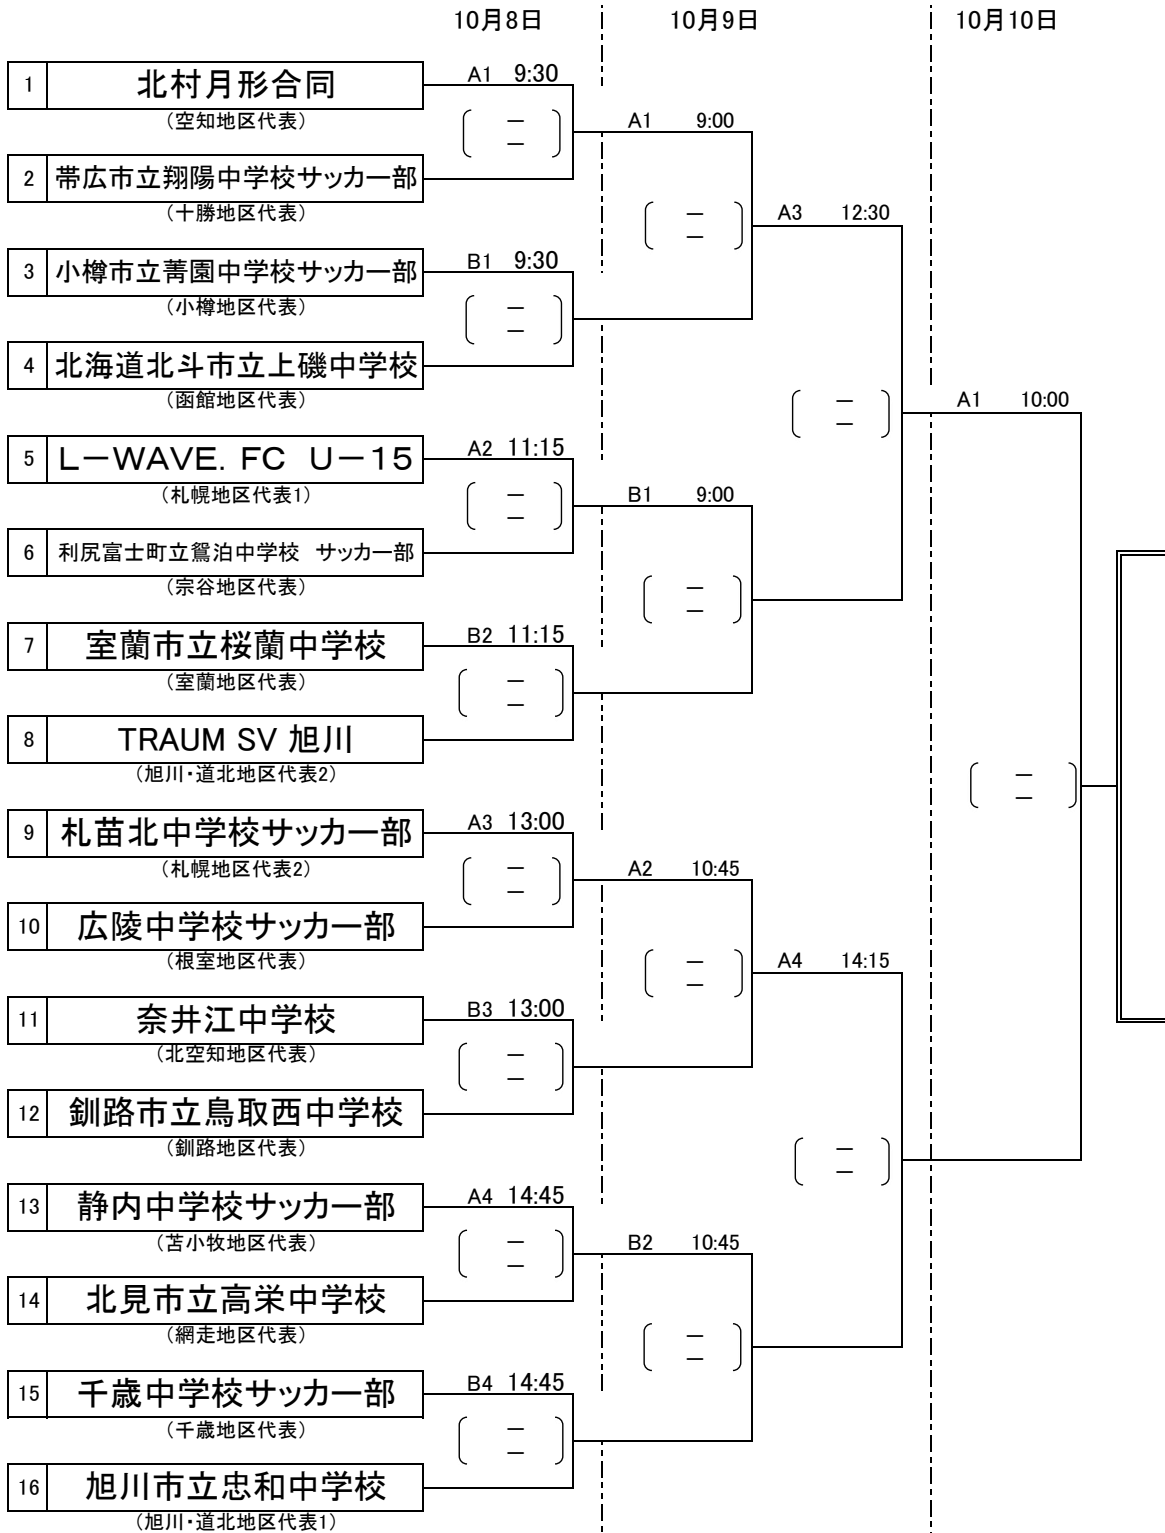 10月8日 10月9日 10月10日
1 北村月形合同 A1 9:30
（空知地区代表） － A1 9:00
－
2 帯広市立翔陽中学校サッカー部
（十勝地区代表） － A3 12:30
－
3 小樽市立菁園中学校サッカー部 B1 9:30
（小樽地区代表） －
－
4 北海道北斗市立上磯中学校
（函館地区代表） － A1 10:00
－
5 L－WAVE．FC U－15 A2 11:15
（札幌地区代表1） － B1 9:00
－
6 利尻富士町立鴛泊中学校 サッカー部
（宗谷地区代表） －
－
7 室蘭市立桜蘭中学校 B2 11:15
（室蘭地区代表） －
－
8 TRAUM SV 旭川
（旭川・道北地区代表2） －
－
9 札苗北中学校サッカー部 A3 13:00
（札幌地区代表2） － A2 10:45
－
10 広陵中学校サッカー部
（根室地区代表） － A4 14:15
－
11 奈井江中学校 B3 13:00
（北空知地区代表） －
－
12 釧路市立鳥取西中学校
（釧路地区代表） －
－
13 静内中学校サッカー部 A4 14:45
（苫小牧地区代表） － B2 10:45
－
14 北見市立高栄中学校
（網走地区代表） －
－
15 千歳中学校サッカー部 B4 14:45
（千歳地区代表） －
－
16 旭川市立忠和中学校
（旭川・道北地区代表1）